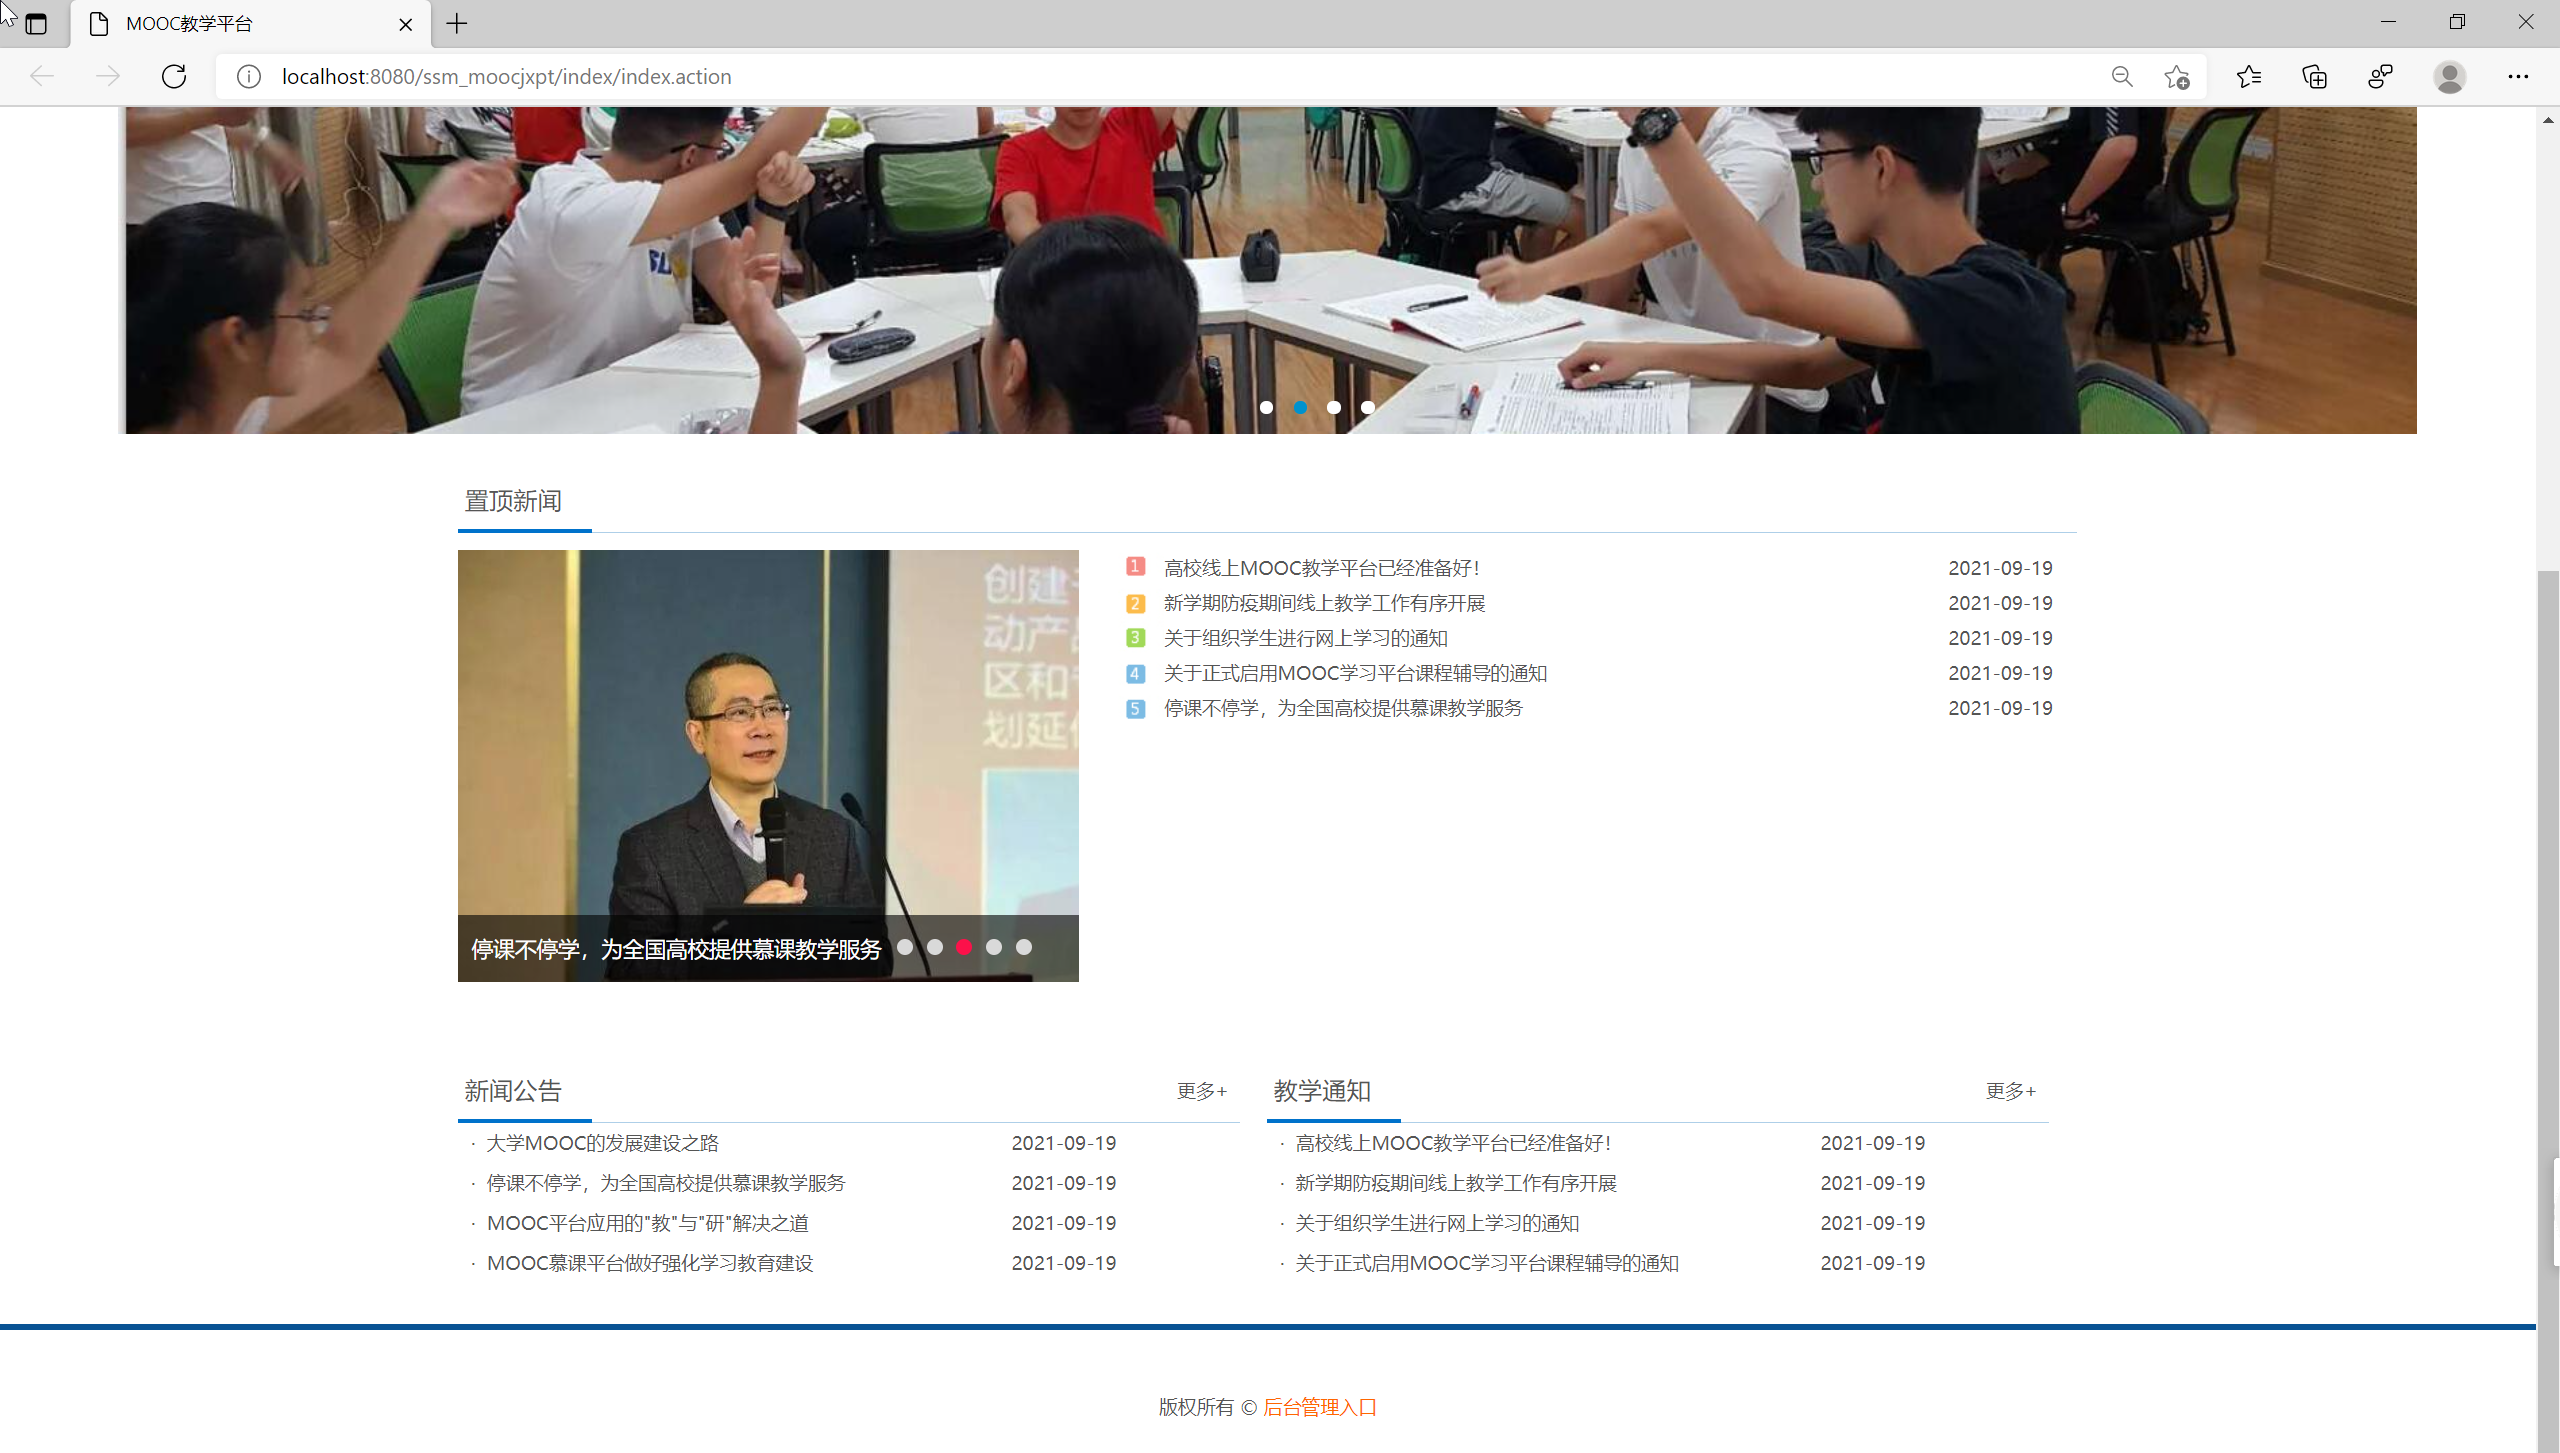 MOOC教学平台
localhost:8080/ssm_moocjxpt/index/index.action
置顶新闻
创建
动产
区和
划延
停课不停学，为全国高校提供慕课教学服务
1 高校线上MOOC教学平台已经准备好！ 2021-09-19
2 新学期防疫期间线上教学工作有序开展 2021-09-19
3 关于组织学生进行网上学习的通知 2021-09-19
4 关于正式启用MOOC学习平台课程辅导的通知 2021-09-19
5 停课不停学，为全国高校提供慕课教学服务 2021-09-19
新闻公告 更多+
· 大学MOOC的发展建设之路 2021-09-19
· 停课不停学，为全国高校提供慕课教学服务 2021-09-19
· MOOC平台应用的"教"与"研"解决之道 2021-09-19
· MOOC慕课平台做好强化学习教育建设 2021-09-19
教学通知 更多+
· 高校线上MOOC教学平台已经准备好！ 2021-09-19
· 新学期防疫期间线上教学工作有序开展 2021-09-19
· 关于组织学生进行网上学习的通知 2021-09-19
· 关于正式启用MOOC学习平台课程辅导的通知 2021-09-19
版权所有 © 后台管理入口